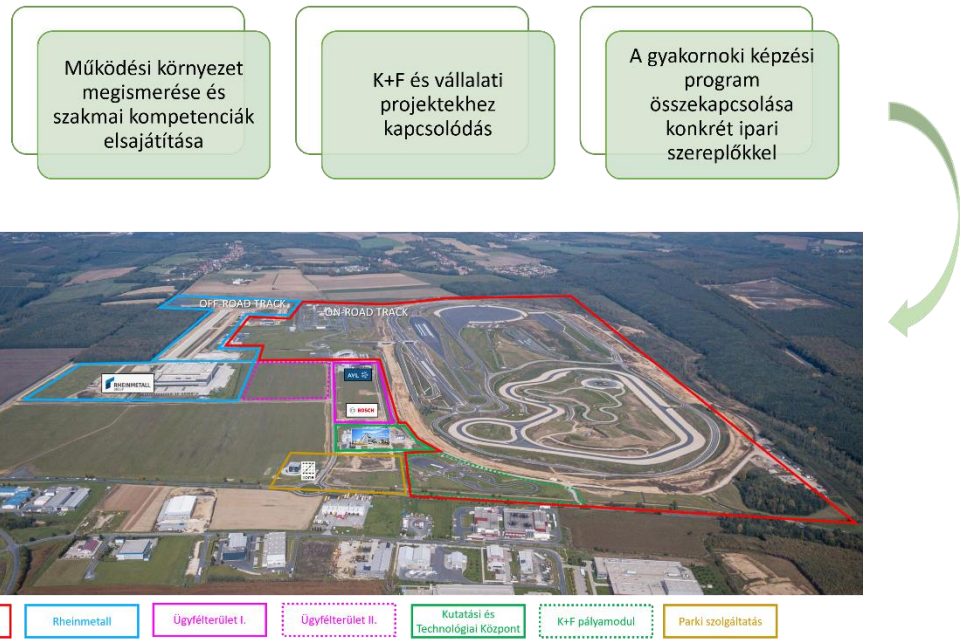 Működési környezet
megismerése és
szakmai kompetenciák
elsajátítása
K+F és vállalati
projektekhez
kapcsolódás
A gyakornoki képzési
program
összekapcsolása
konkrét ipari
szereplőkkel
OFF-ROAD TRACK
ON-ROAD TRACK
RHEINMETALL
AVL
BOSCH
Rheinmetall
Ügyfélterület I.
Ügyfélterület II.
Kutatási és
Technológiai Központ
K+F pályamodul
Parki szolgáltatás